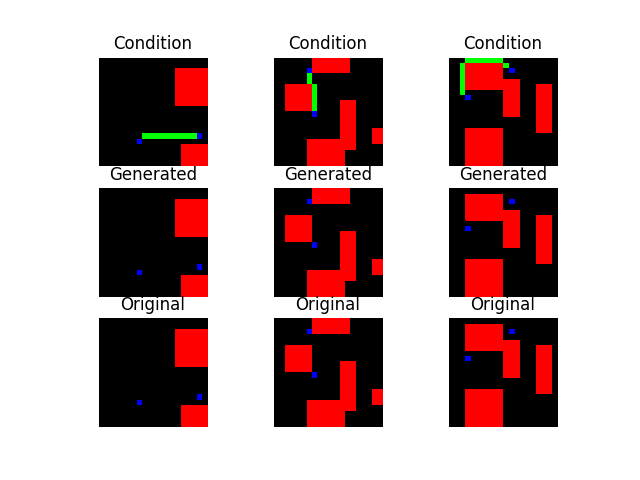 Condition Condition Condition
Generated Generated Generated
Original Original Original